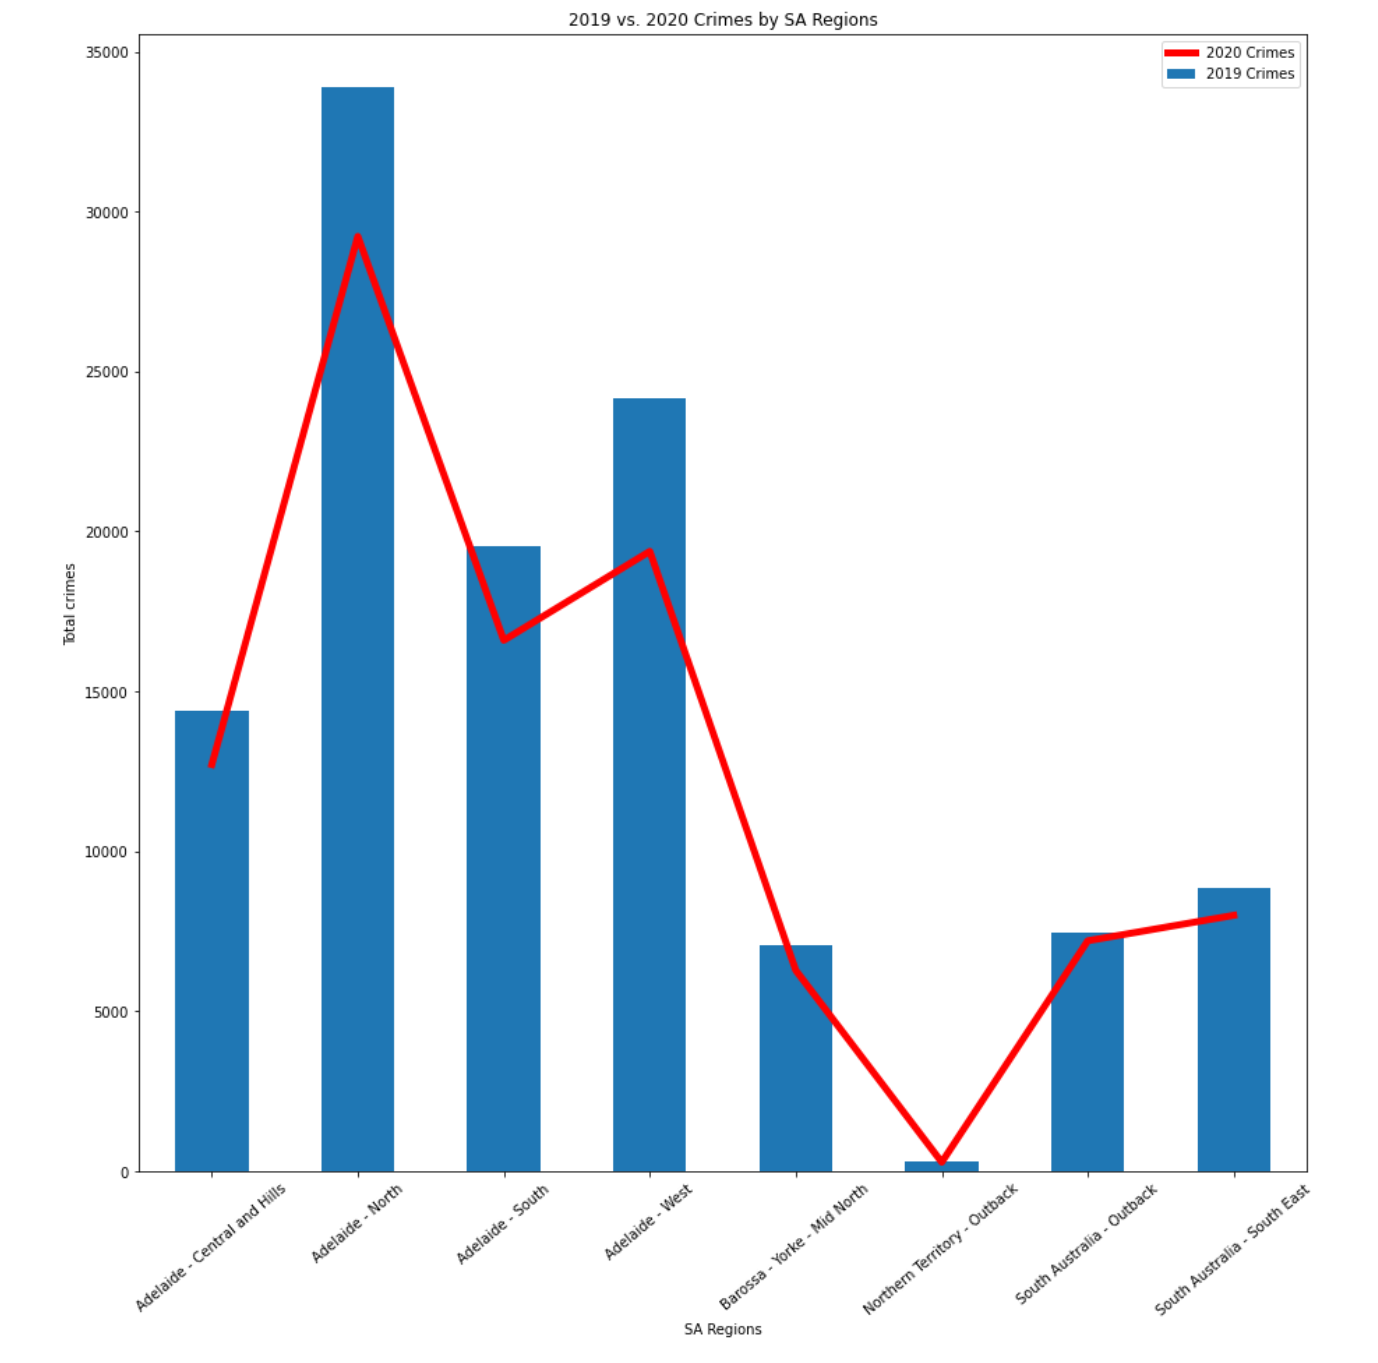 2019 vs. 2020 Crimes by SA Regions
2020 Crimes
2019 Crimes
35000
30000
25000
20000
15000
10000
5000
0
Total crimes
Adelaide - Central and Hills
Adelaide - North
Adelaide - South
Adelaide - West
Barossa - Yorke - Mid North
Northern Territory - Outback
South Australia - Outback
South Australia - South East
SA Regions